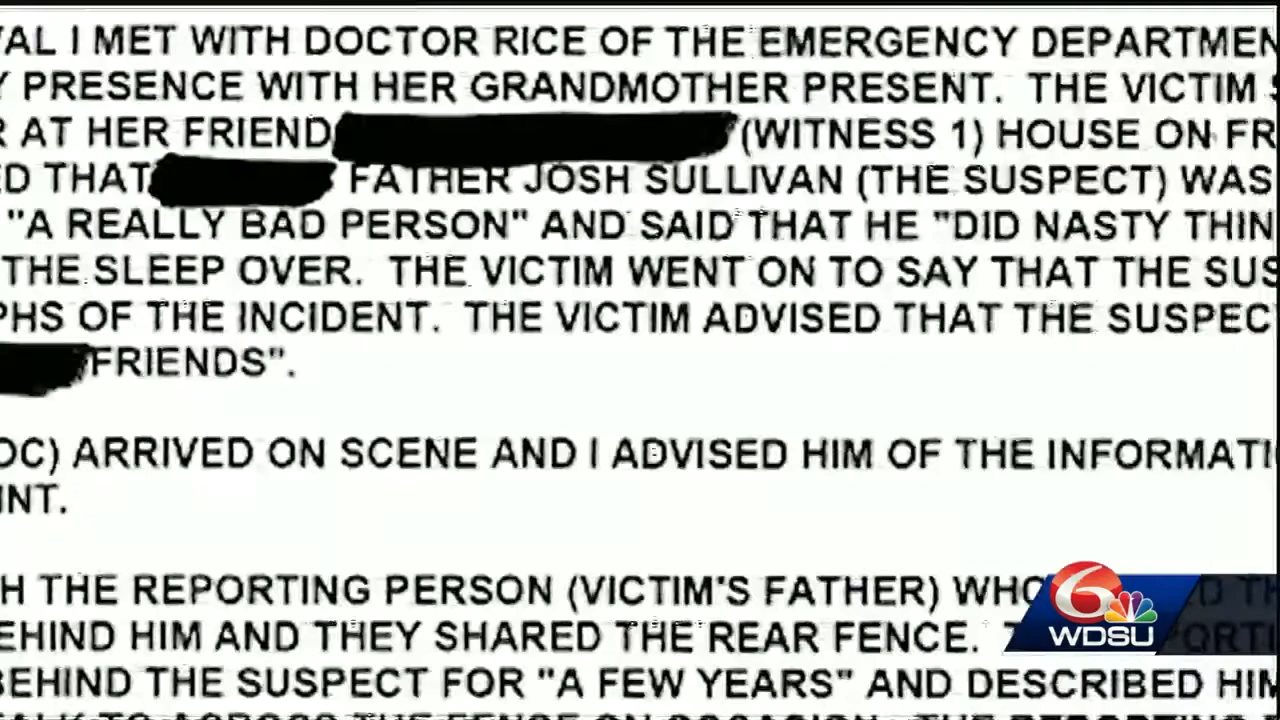 VAL I MET WITH DOCTOR RICE OF THE EMERGENCY DEPARTMEN
Y PRESENCE WITH HER GRANDMOTHER PRESENT. THE VICTIM S
R AT HER FRIEND (WITNESS 1) HOUSE ON FR
ED THAT FATHER JOSH SULLIVAN (THE SUSPECT) WAS
"A REALLY BAD PERSON" AND SAID THAT HE "DID NASTY THIN
THE SLEEP OVER. THE VICTIM WENT ON TO SAY THAT THE SUS
PHS OF THE INCIDENT. THE VICTIM ADVISED THAT THE SUSPEC
FRIENDS".
OC) ARRIVED ON SCENE AND I ADVISED HIM OF THE INFORMATI
INT.
H THE REPORTING PERSON (VICTIM'S FATHER) WHO
EHIND HIM AND THEY SHARED THE REAR FENCE.
BEHIND THE SUSPECT FOR "A FEW YEARS" AND DESCRIBED HIM
6
WDSU